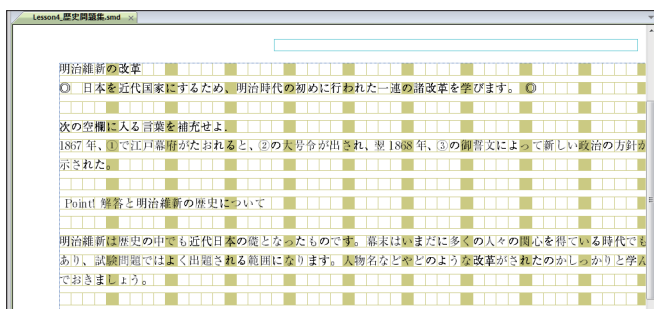 Lesson4_歴史問題集.smd
明治維新の改革
◎　日本を近代国家にするため、明治時代の初めに行われた一連の諸改革を学びます。　◎
次の空欄に入る言葉を補充せよ.
1867 年、①で江戸幕府がたおれると、②の大号令が出され、翌 1868 年、③の御誓文によって新しい政治の方針が
示された。
Point! 解答と明治維新の歴史について
明治維新は歴史の中でも近代日本の礎となったものです。幕末はいまだに多くの人々の関心を得ている時代でも
あり、試験問題ではよく出題される範囲になります。人物名などやどのような改革がされたのかしっかりと学ん
でおきましょう。